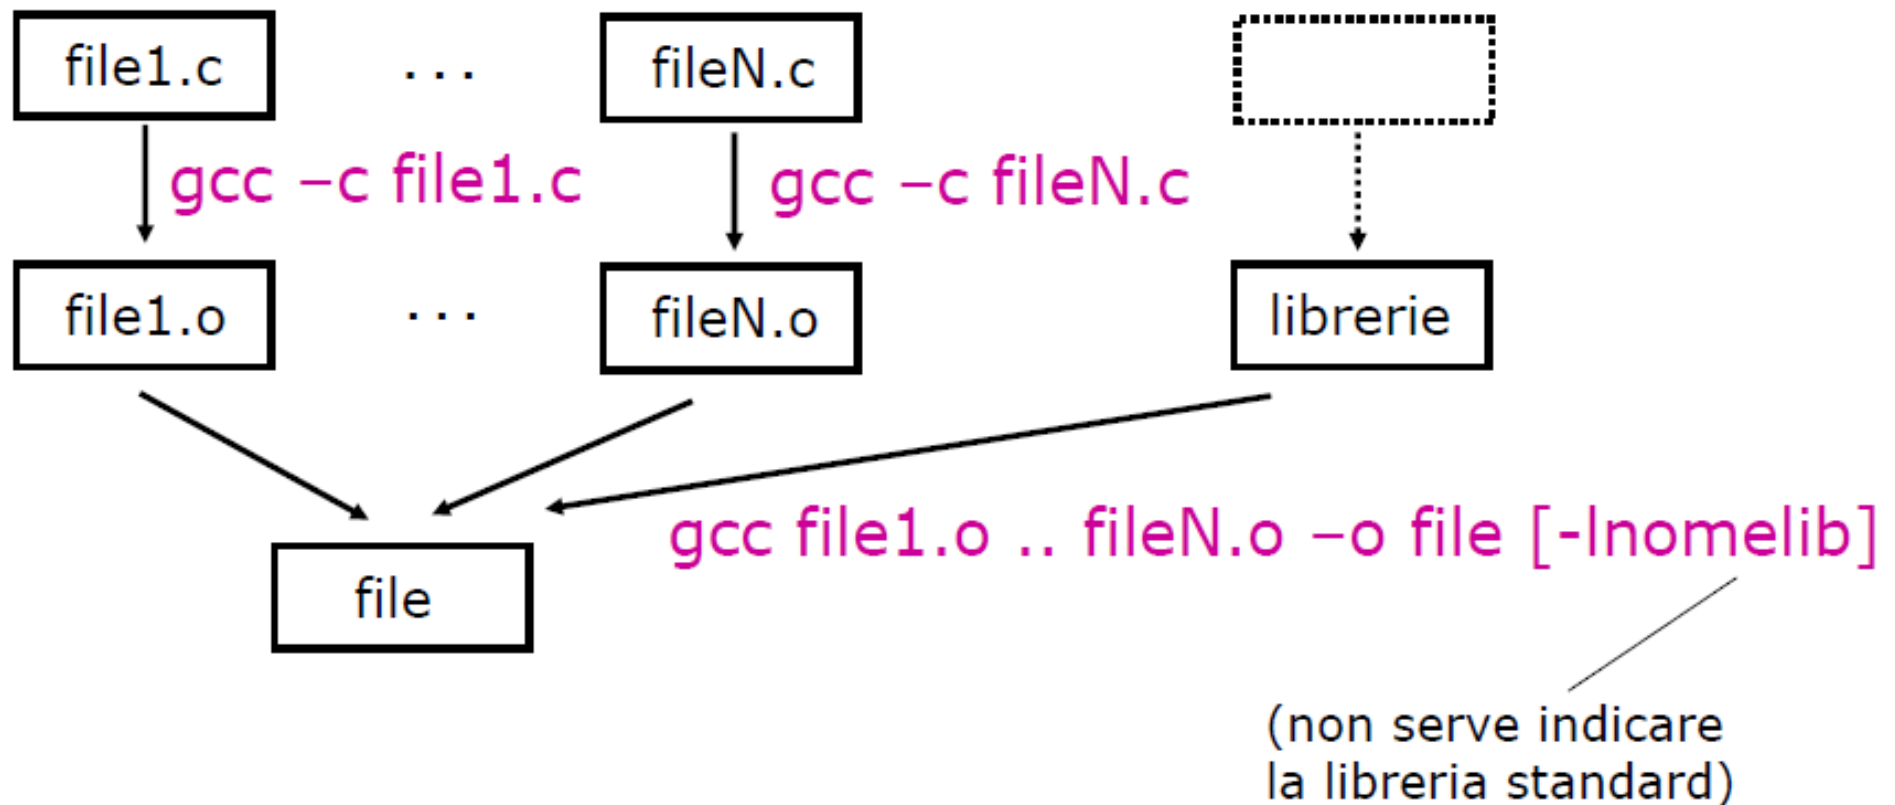 file1.c
. . .
fileN.c
gcc –c file1.c
gcc –c fileN.c
file1.o
. . .
fileN.o
librerie
gcc file1.o .. fileN.o –o file [-lnomelib]
file
(non serve indicare
la libreria standard)